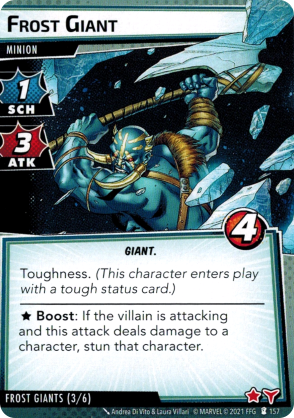 Frost Giant
MINION
1
SCH
3
ATK
4
GIANT.
Toughness. (This character enters play
with a tough status card.)
★ Boost: If the villain is attacking
and this attack deals damage to a
character, stun that character.
FROST GIANTS (3/6)
Andrea Di Vito & Laura Villari © MARVEL © 2021 FFG 157